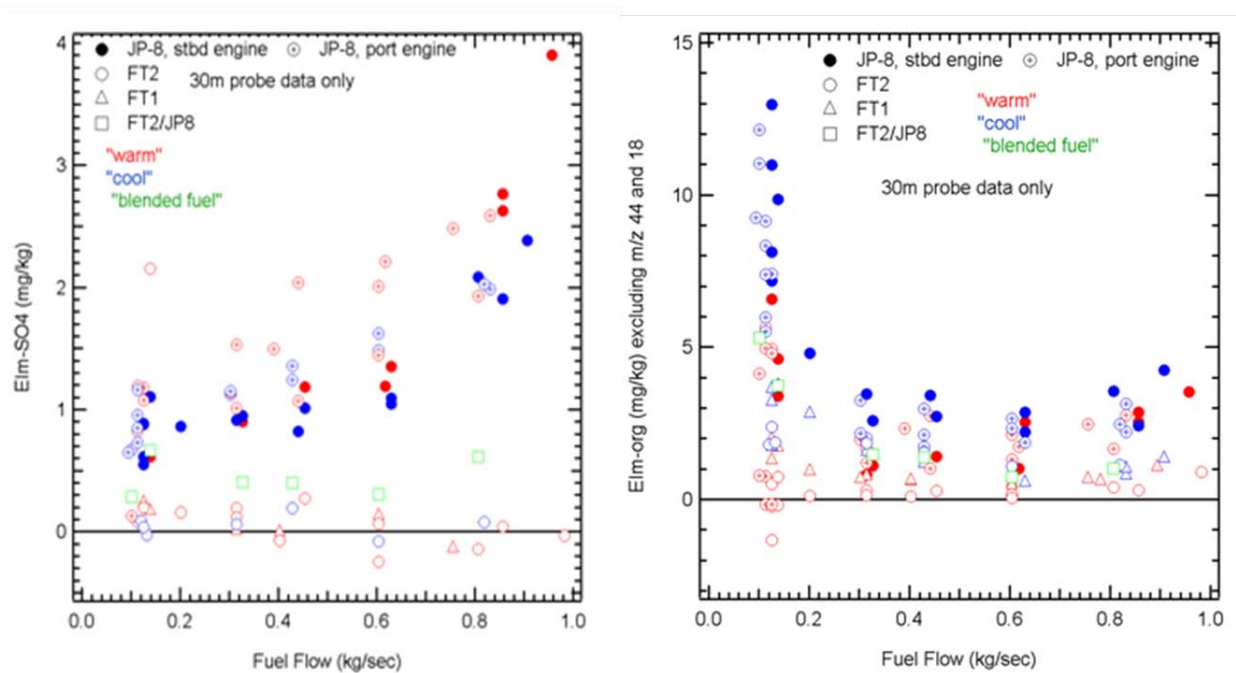 4
3
2
1
0
EIm-SO4 (mg/kg)
JP-8, stbd engine
JP-8, port engine
FT2
30m probe data only
FT1
FT2/JP8
"warm"
"cool"
"blended fuel"
0.0 0.2 0.4 0.6 0.8 1.0
Fuel Flow (kg/sec)
15
10
5
0
EIm-org (mg/kg) excluding m/z 44 and 18
JP-8, stbd engine
JP-8, port engine
FT2
FT1
FT2/JP8
"warm"
"cool"
"blended fuel"
30m probe data only
0.0 0.2 0.4 0.6 0.8 1.0
Fuel Flow (kg/sec)